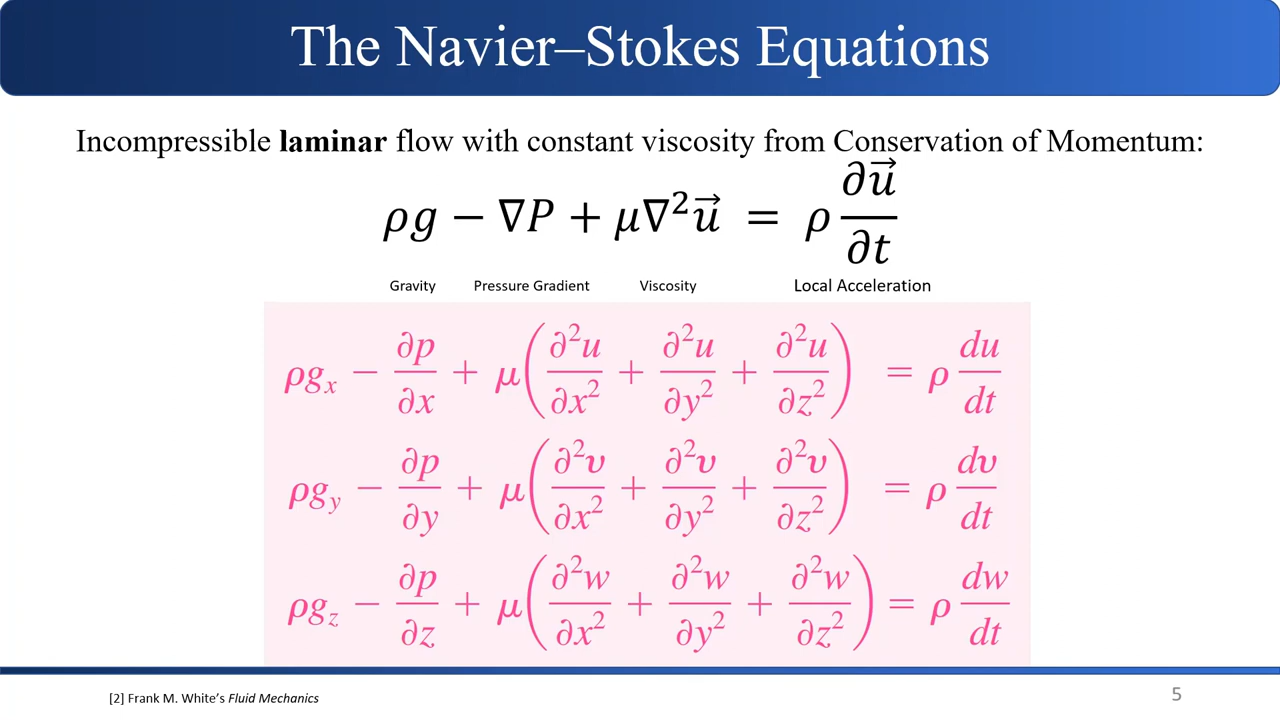 The Navier–Stokes Equations
Incompressible laminar flow with constant viscosity from Conservation of Momentum:
ρg − ∇P + μ∇²u⃗ = ρ ∂u⃗/∂t
Gravity Pressure Gradient Viscosity Local Acceleration
ρgₓ − ∂p/∂x + μ(∂²u/∂x² + ∂²u/∂y² + ∂²u/∂z²) = ρ du/dt
ρg_y − ∂p/∂y + μ(∂²v/∂x² + ∂²v/∂y² + ∂²v/∂z²) = ρ dv/dt
ρg_z − ∂p/∂z + μ(∂²w/∂x² + ∂²w/∂y² + ∂²w/∂z²) = ρ dw/dt
[2] Frank M. White's Fluid Mechanics
5